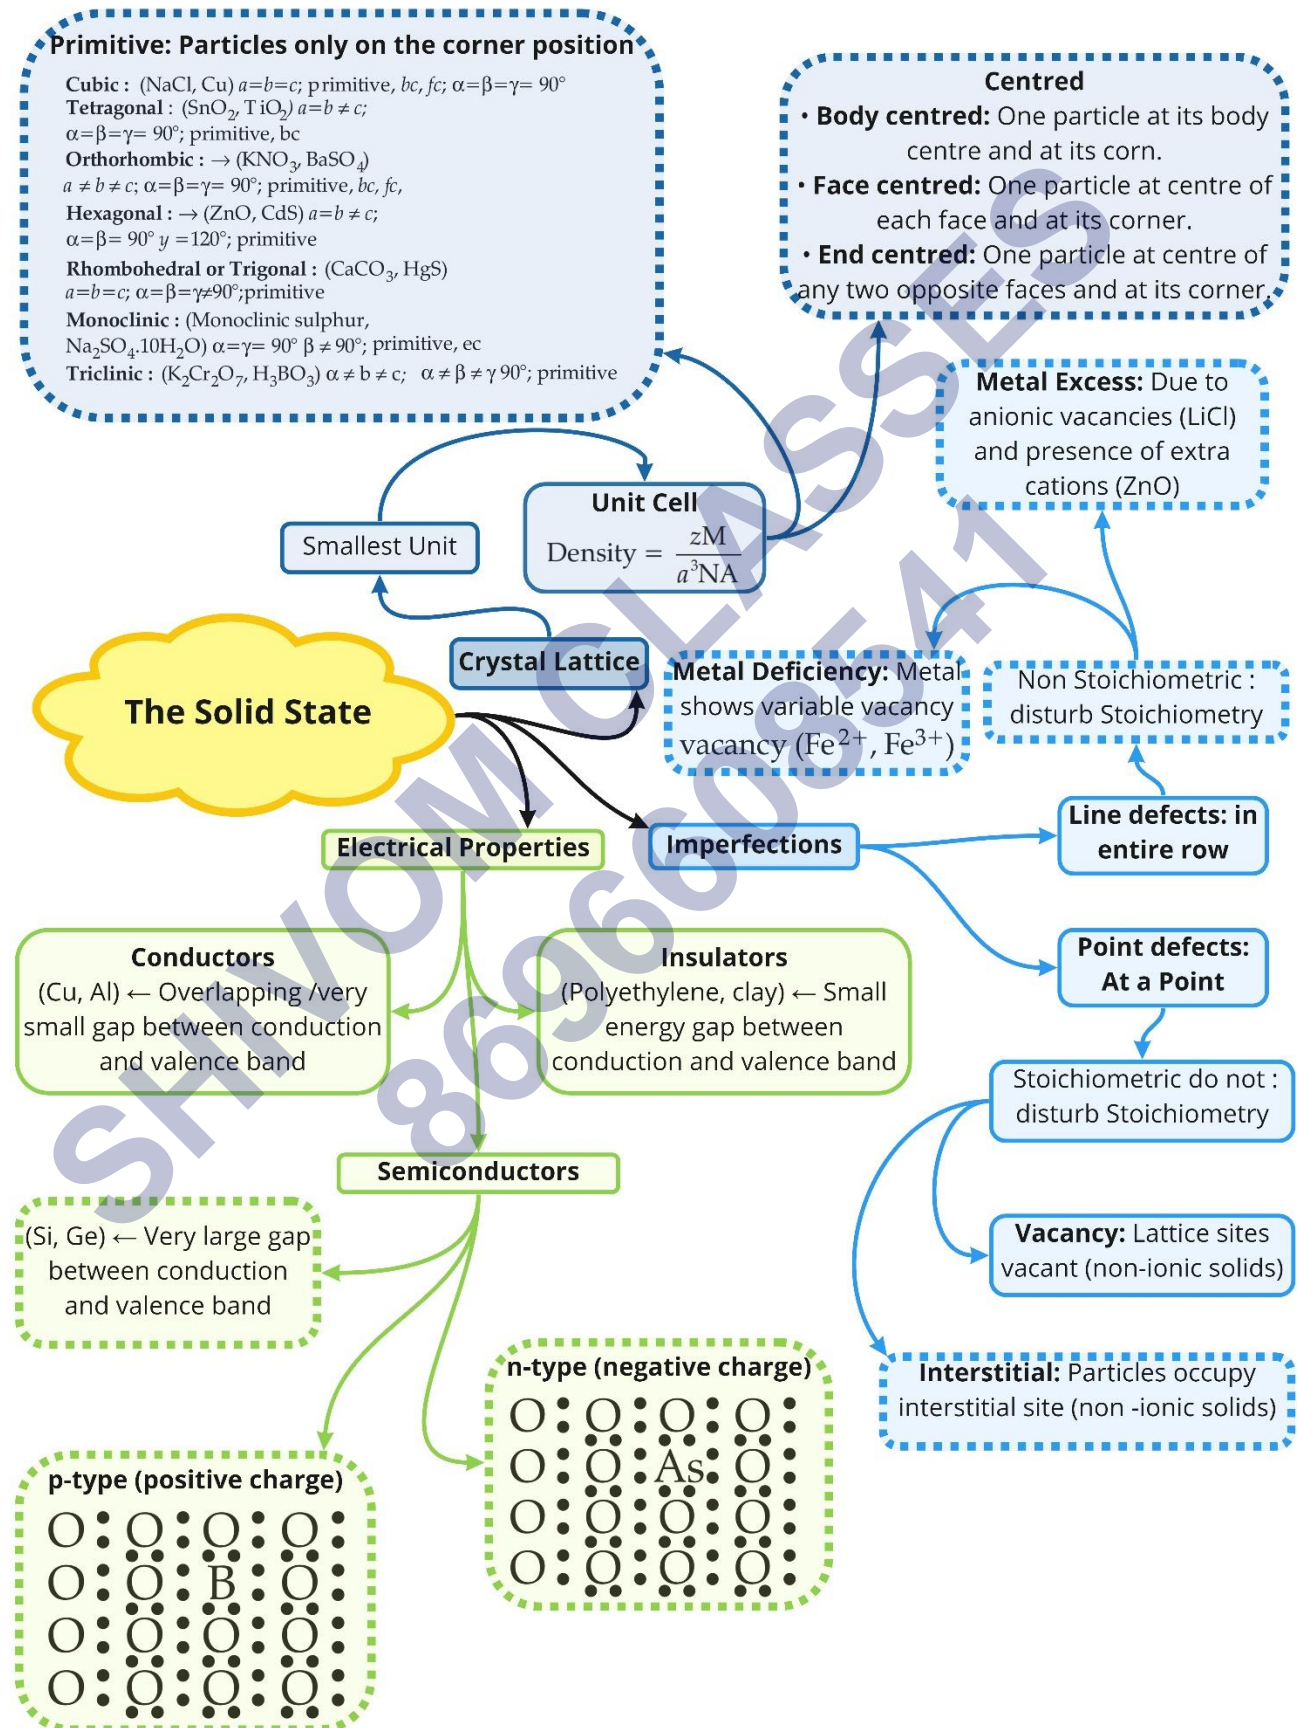 Primitive: Particles only on the corner position
Cubic : (NaCl, Cu) a=b=c; primitive, bc, fc; α=β=γ= 90°
Tetragonal : (SnO₂, TiO₂) a=b ≠ c;
α=β=γ= 90°; primitive, bc
Orthorhombic : → (KNO₃, BaSO₄)
a ≠ b ≠ c; α=β=γ= 90°; primitive, bc, fc,
Hexagonal : → (ZnO, CdS) a=b ≠ c;
α=β= 90° y =120°; primitive
Rhombohedral or Trigonal : (CaCO₃, HgS)
a=b=c; α=β=γ≠90°;primitive
Monoclinic : (Monoclinic sulphur,
Na₂SO₄.10H₂O) α=γ= 90° β ≠ 90°; primitive, ec
Triclinic : (K₂Cr₂O₇, H₃BO₃) α ≠ b ≠ c; α ≠ β ≠ γ 90°; primitive
Centred
• Body centred: One particle at its body
centre and at its corn.
• Face centred: One particle at centre of
each face and at its corner.
• End centred: One particle at centre of
any two opposite faces and at its corner.
Metal Excess: Due to
anionic vacancies (LiCl)
and presence of extra
cations (ZnO)
Unit Cell
Density = zM / a³NA
Smallest Unit
Crystal Lattice
The Solid State
Metal Deficiency: Metal
shows variable vacancy
vacancy (Fe²⁺, Fe³⁺)
Non Stoichiometric :
disturb Stoichiometry
Line defects: in
entire row
Electrical Properties
Imperfections
Conductors
(Cu, Al) ← Overlapping /very
small gap between conduction
and valence band
Insulators
(Polyethylene, clay) ← Small
energy gap between
conduction and valence band
Point defects:
At a Point
Stoichiometric do not :
disturb Stoichiometry
Semiconductors
(Si, Ge) ← Very large gap
between conduction
and valence band
Vacancy: Lattice sites
vacant (non-ionic solids)
Interstitial: Particles occupy
interstitial site (non -ionic solids)
n-type (negative charge)
O : O : O : O :
O : O : As : O :
O : O : O : O :
O : O : O : O :
p-type (positive charge)
O : O : O : O :
O : O : B : O :
O : O : O : O :
O : O : O : O :
SHIVOM CLASSES
8696608541